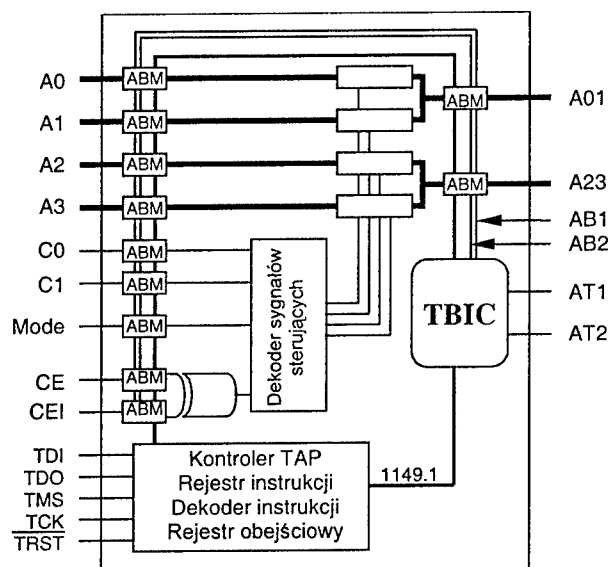 A0 ABM ABM A01
A1 ABM
A2 ABM
A3 ABM ABM A23
C0 ABM AB1
AB2
C1 ABM
Mode ABM
Dekoder sygnałów
sterujących
TBIC
AT1
AT2
CE ABM
CEI ABM
TDI
TDO
TMS
TCK
TRST
Kontroler TAP
Rejestr instrukcji
Dekoder instrukcji
Rejestr obejściowy
1149.1